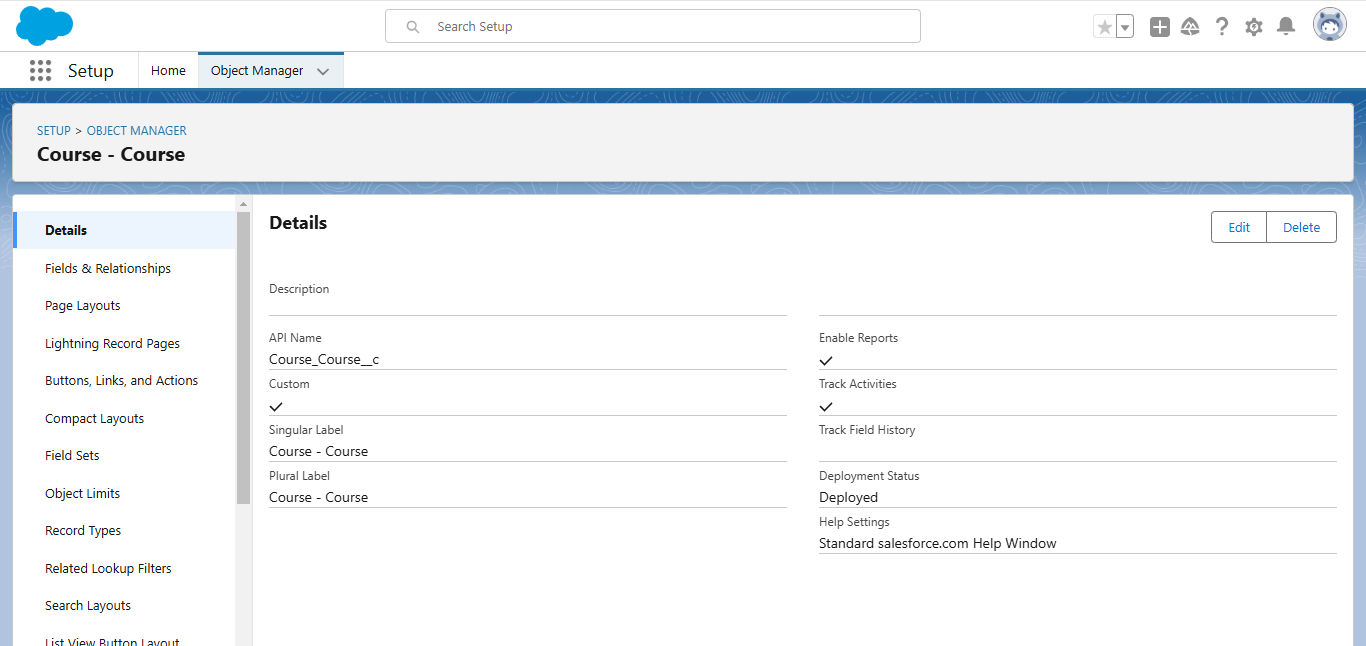 Search Setup
Setup
Home
Object Manager
SETUP > OBJECT MANAGER
Course - Course
Details
Fields & Relationships
Page Layouts
Lightning Record Pages
Buttons, Links, and Actions
Compact Layouts
Field Sets
Object Limits
Record Types
Related Lookup Filters
Search Layouts
List View Button Layout
Details
Edit
Delete
Description
API Name
Course_Course__c
Custom
Singular Label
Course - Course
Plural Label
Course - Course
Enable Reports
Track Activities
Track Field History
Deployment Status
Deployed
Help Settings
Standard salesforce.com Help Window